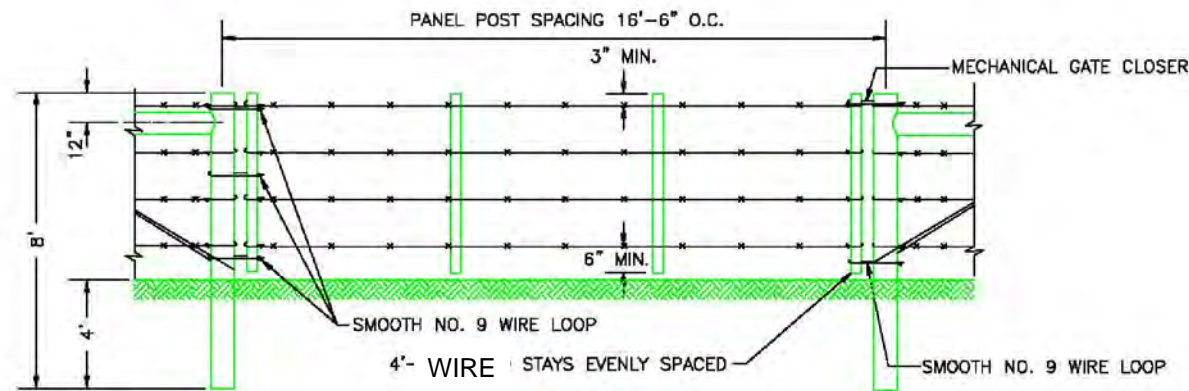 PANEL POST SPACING 16'-6" O.C.
3" MIN.
MECHANICAL GATE CLOSER
12"
8'
6" MIN.
4'
SMOOTH NO. 9 WIRE LOOP
4'- WIRE STAYS EVENLY SPACED
SMOOTH NO. 9 WIRE LOOP